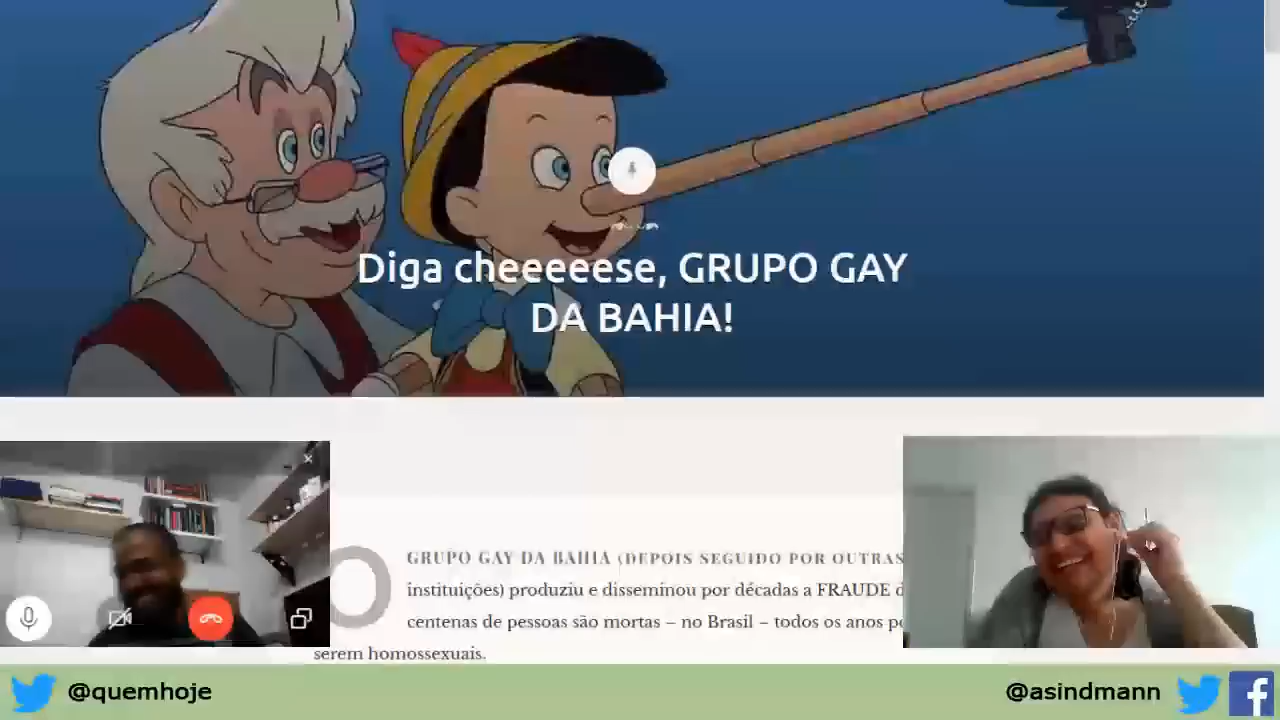 Diga cheeeeese, GRUPO GAY
DA BAHIA!
O GRUPO GAY DA BAHIA (DEPOIS SEGUIDO POR OUTRAS
instituições) produziu e disseminou por décadas a FRAUDE
centenas de pessoas são mortas – no Brasil – todos os anos
serem homossexuais.
@quemhoje
@asindmann